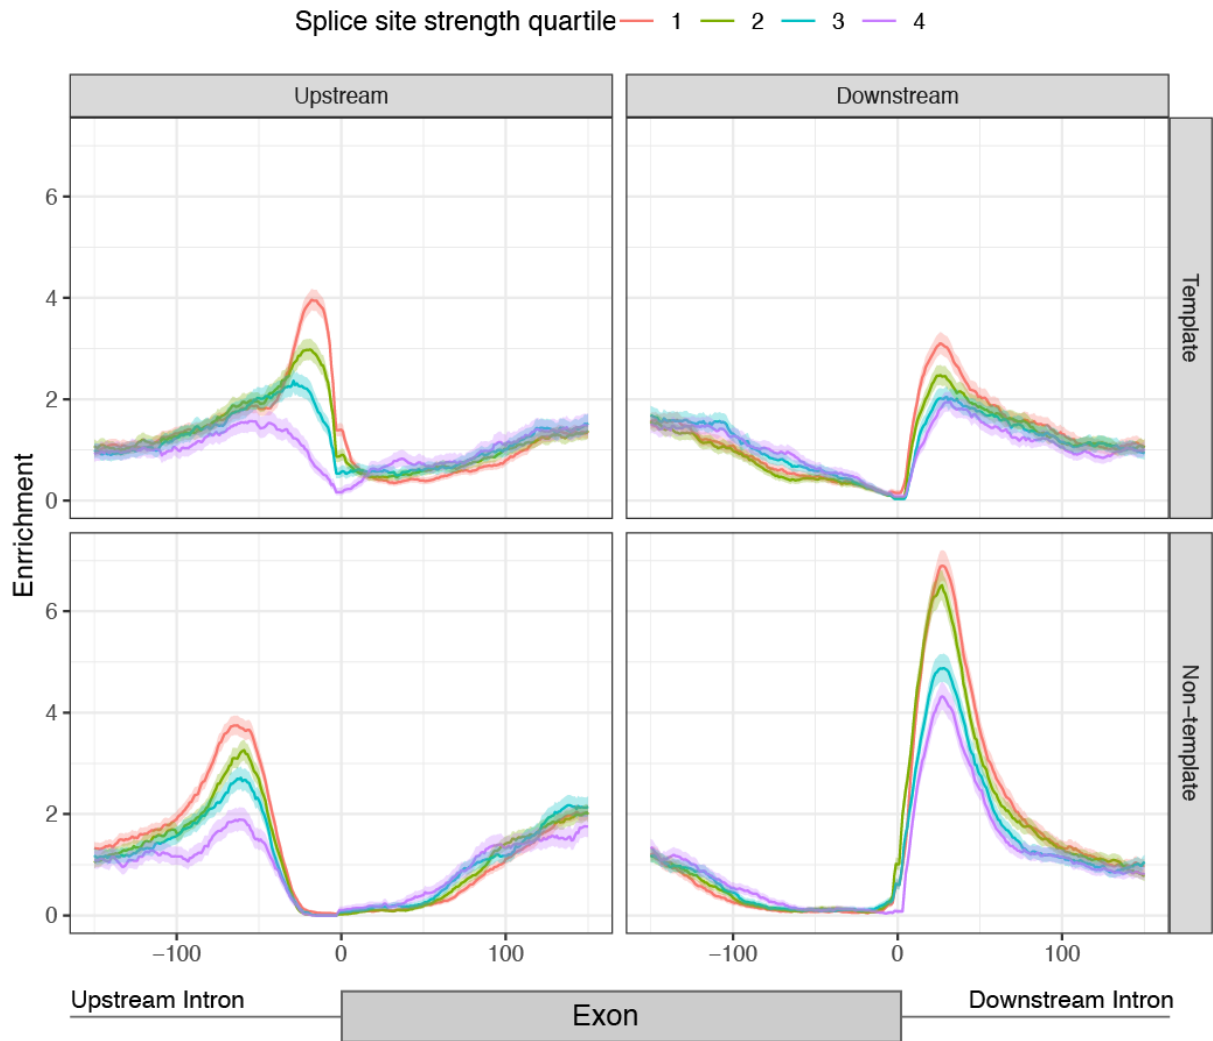 Splice site strength quartile 1 2 3 4
Upstream Downstream
Template
6
4
2
0
Enrrichment
Non−template
6
4
2
0
−100 0 100 −100 0 100
Upstream Intron Exon Downstream Intron